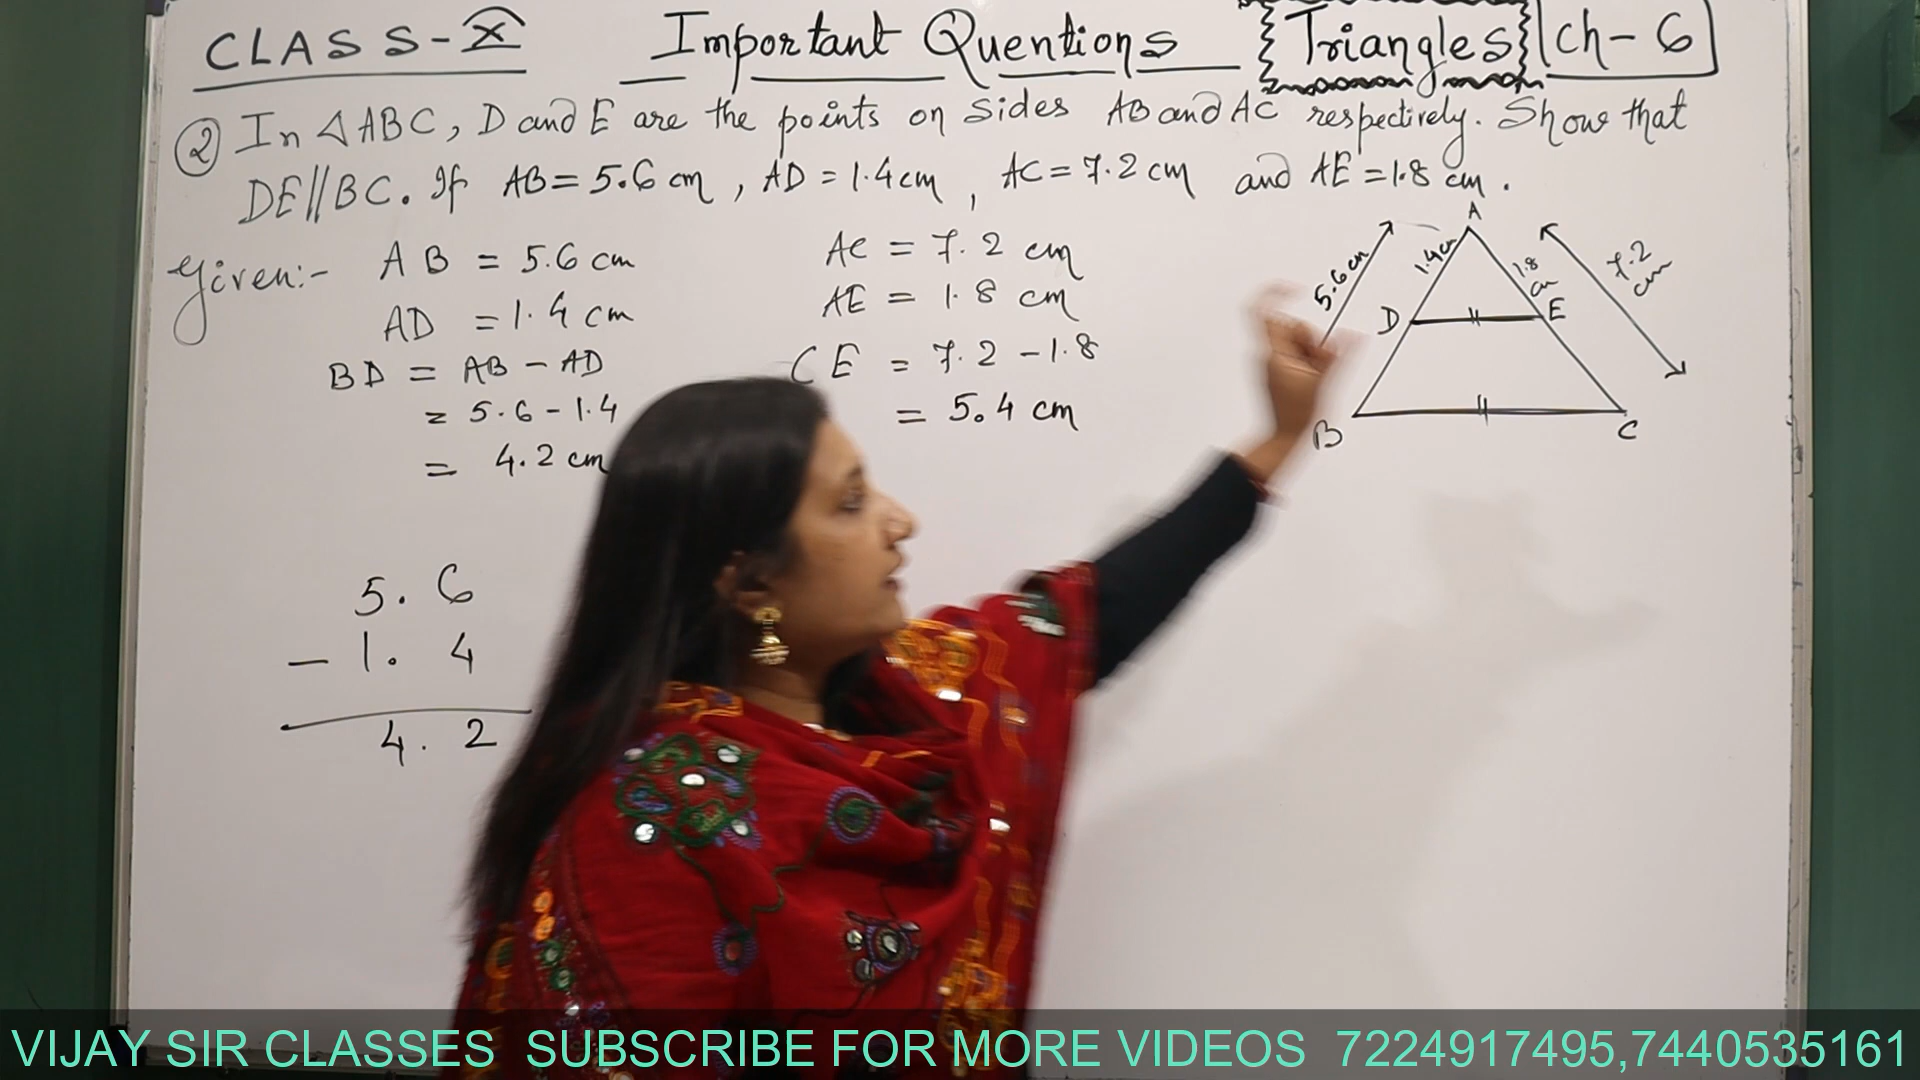 CLASS-X Important Quentions Triangles ch-6
② In △ABC, D and E are the points on Sides AB and AC respectively. Show that
DE∥BC. If AB=5.6 cm, AD=1.4cm, AC=7.2cm and AE=1.8 cm.
Given:- AB = 5.6 cm
AD = 1.4 cm
BD = AB - AD
= 5.6-1.4
= 4.2 cm
AC = 7.2 cm
AE = 1.8 cm
CE = 7.2 -1.8
= 5.4 cm
A
5.6 cm
1.4cm
1.8 cm
7.2 cm
D
E
B
C
5.6
- 1.4
4.2
VIJAY SIR CLASSES SUBSCRIBE FOR MORE VIDEOS 7224917495,7440535161